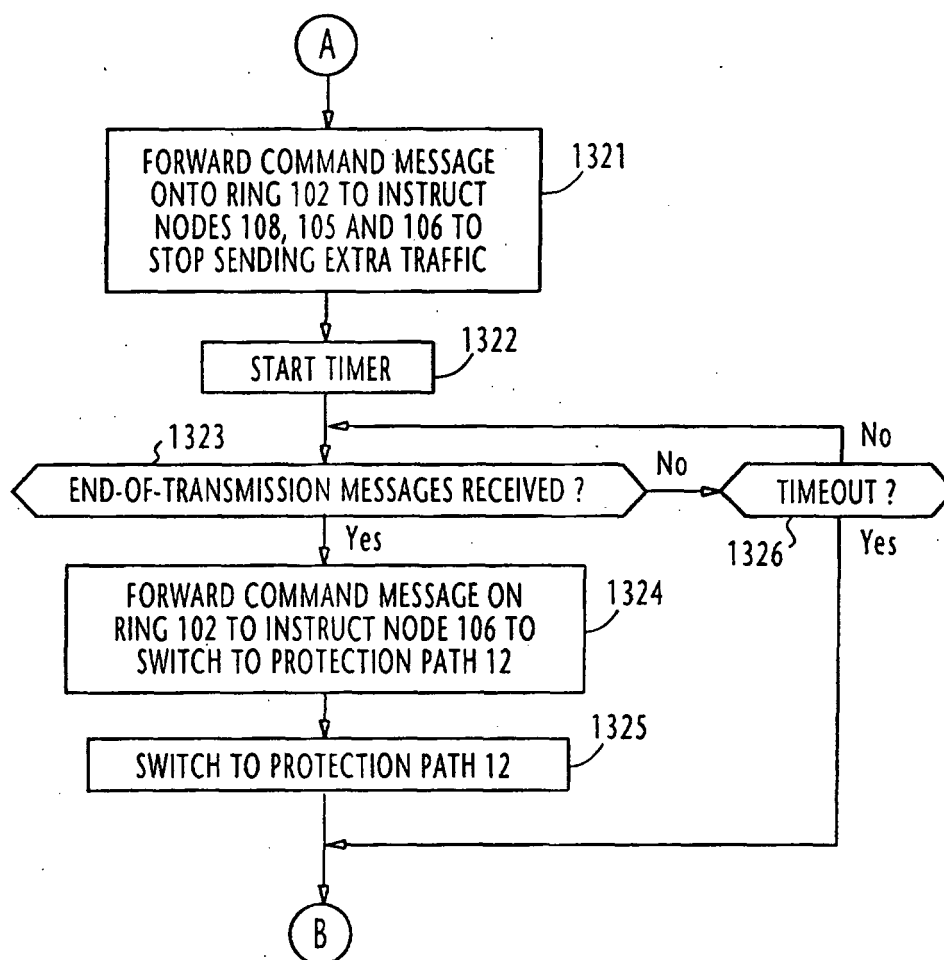 A
FORWARD COMMAND MESSAGE
ONTO RING 102 TO INSTRUCT
NODES 108, 105 AND 106 TO
STOP SENDING EXTRA TRAFFIC
1321
START TIMER
1322
1323
END-OF-TRANSMISSION MESSAGES RECEIVED ?
No
TIMEOUT ?
No
1326
Yes
Yes
FORWARD COMMAND MESSAGE ON
RING 102 TO INSTRUCT NODE 106 TO
SWITCH TO PROTECTION PATH 12
1324
SWITCH TO PROTECTION PATH 12
1325
B